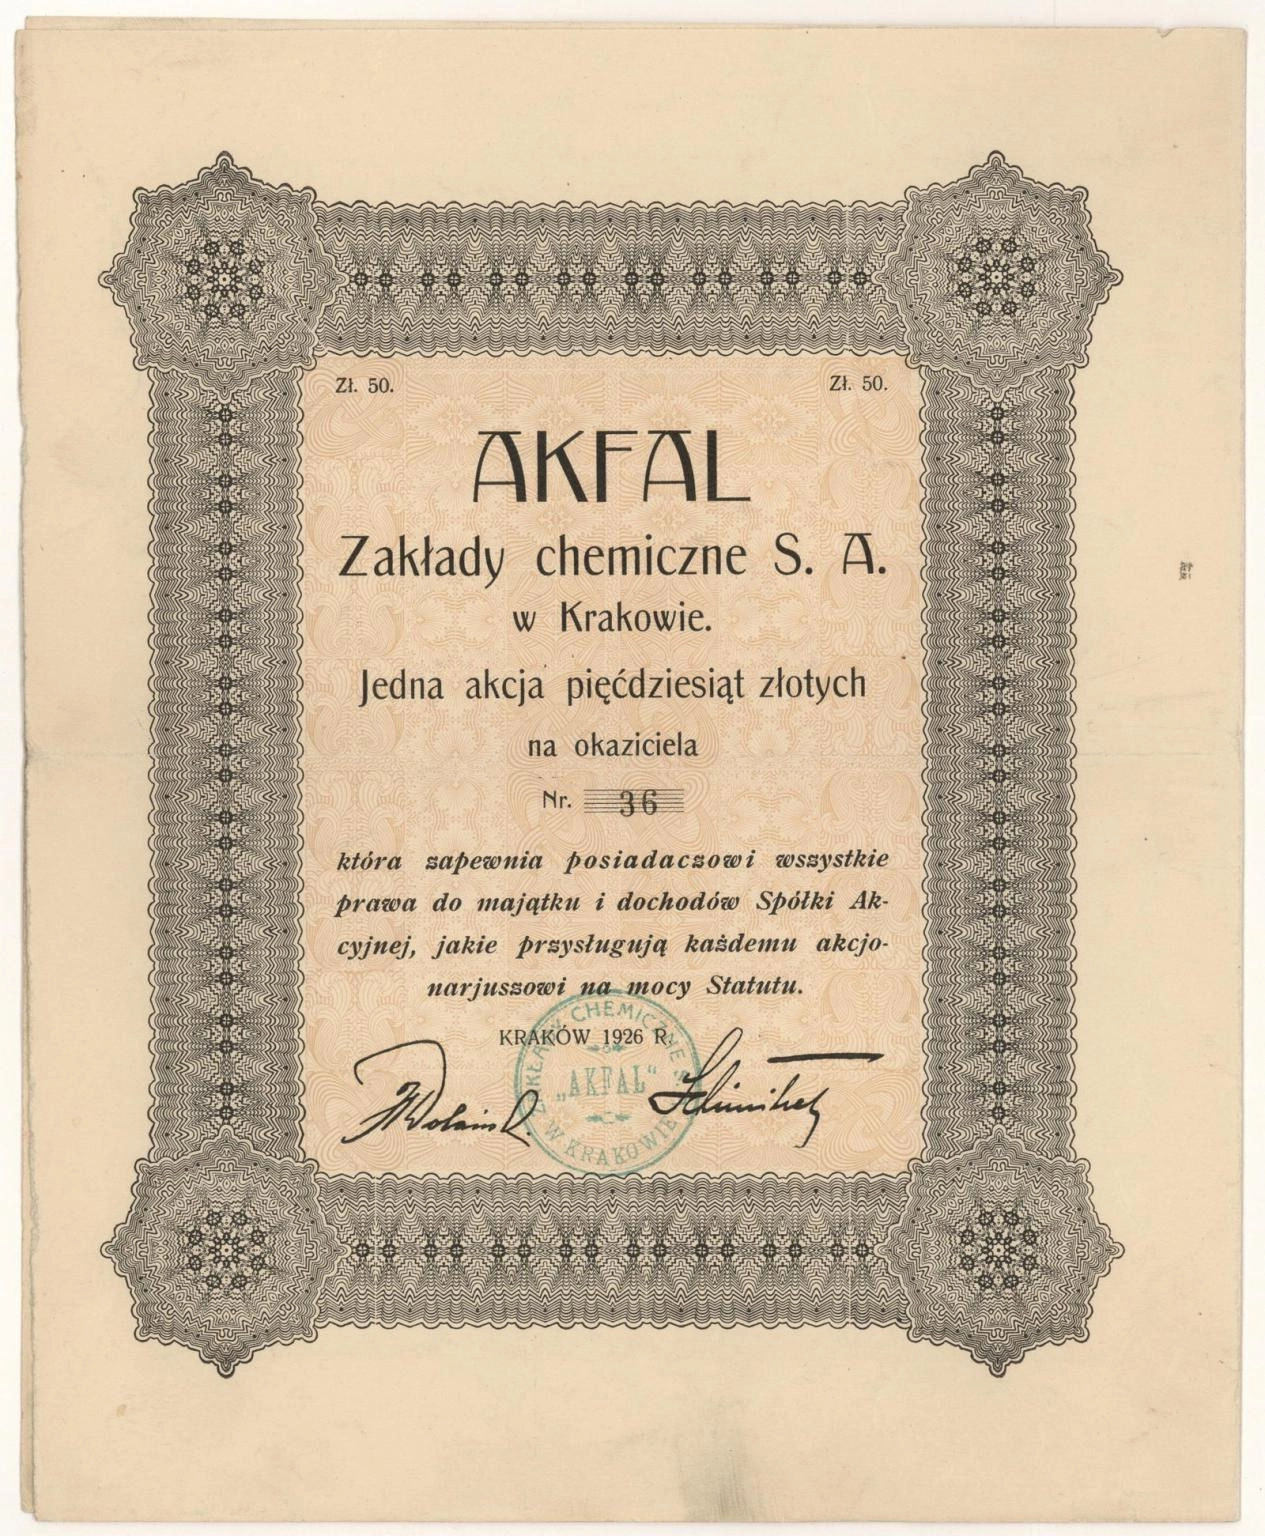 Zł. 50. Zł. 50.
AKFAL
Zakłady chemiczne S. A.
w Krakowie.
Jedna akcja pięćdziesiąt złotych
na okaziciela
Nr. 36
która zapewnia posiadaczowi wszystkie
prawa do majątku i dochodów Spółki Ak-
cyjnej, jakie przysługują każdemu akcjo-
narjuszowi na mocy Statutu.
KRAKÓW 1926 R.
ZAKŁADY CHEMICZNE S.
„AKFAL“
W KRAKOWIE